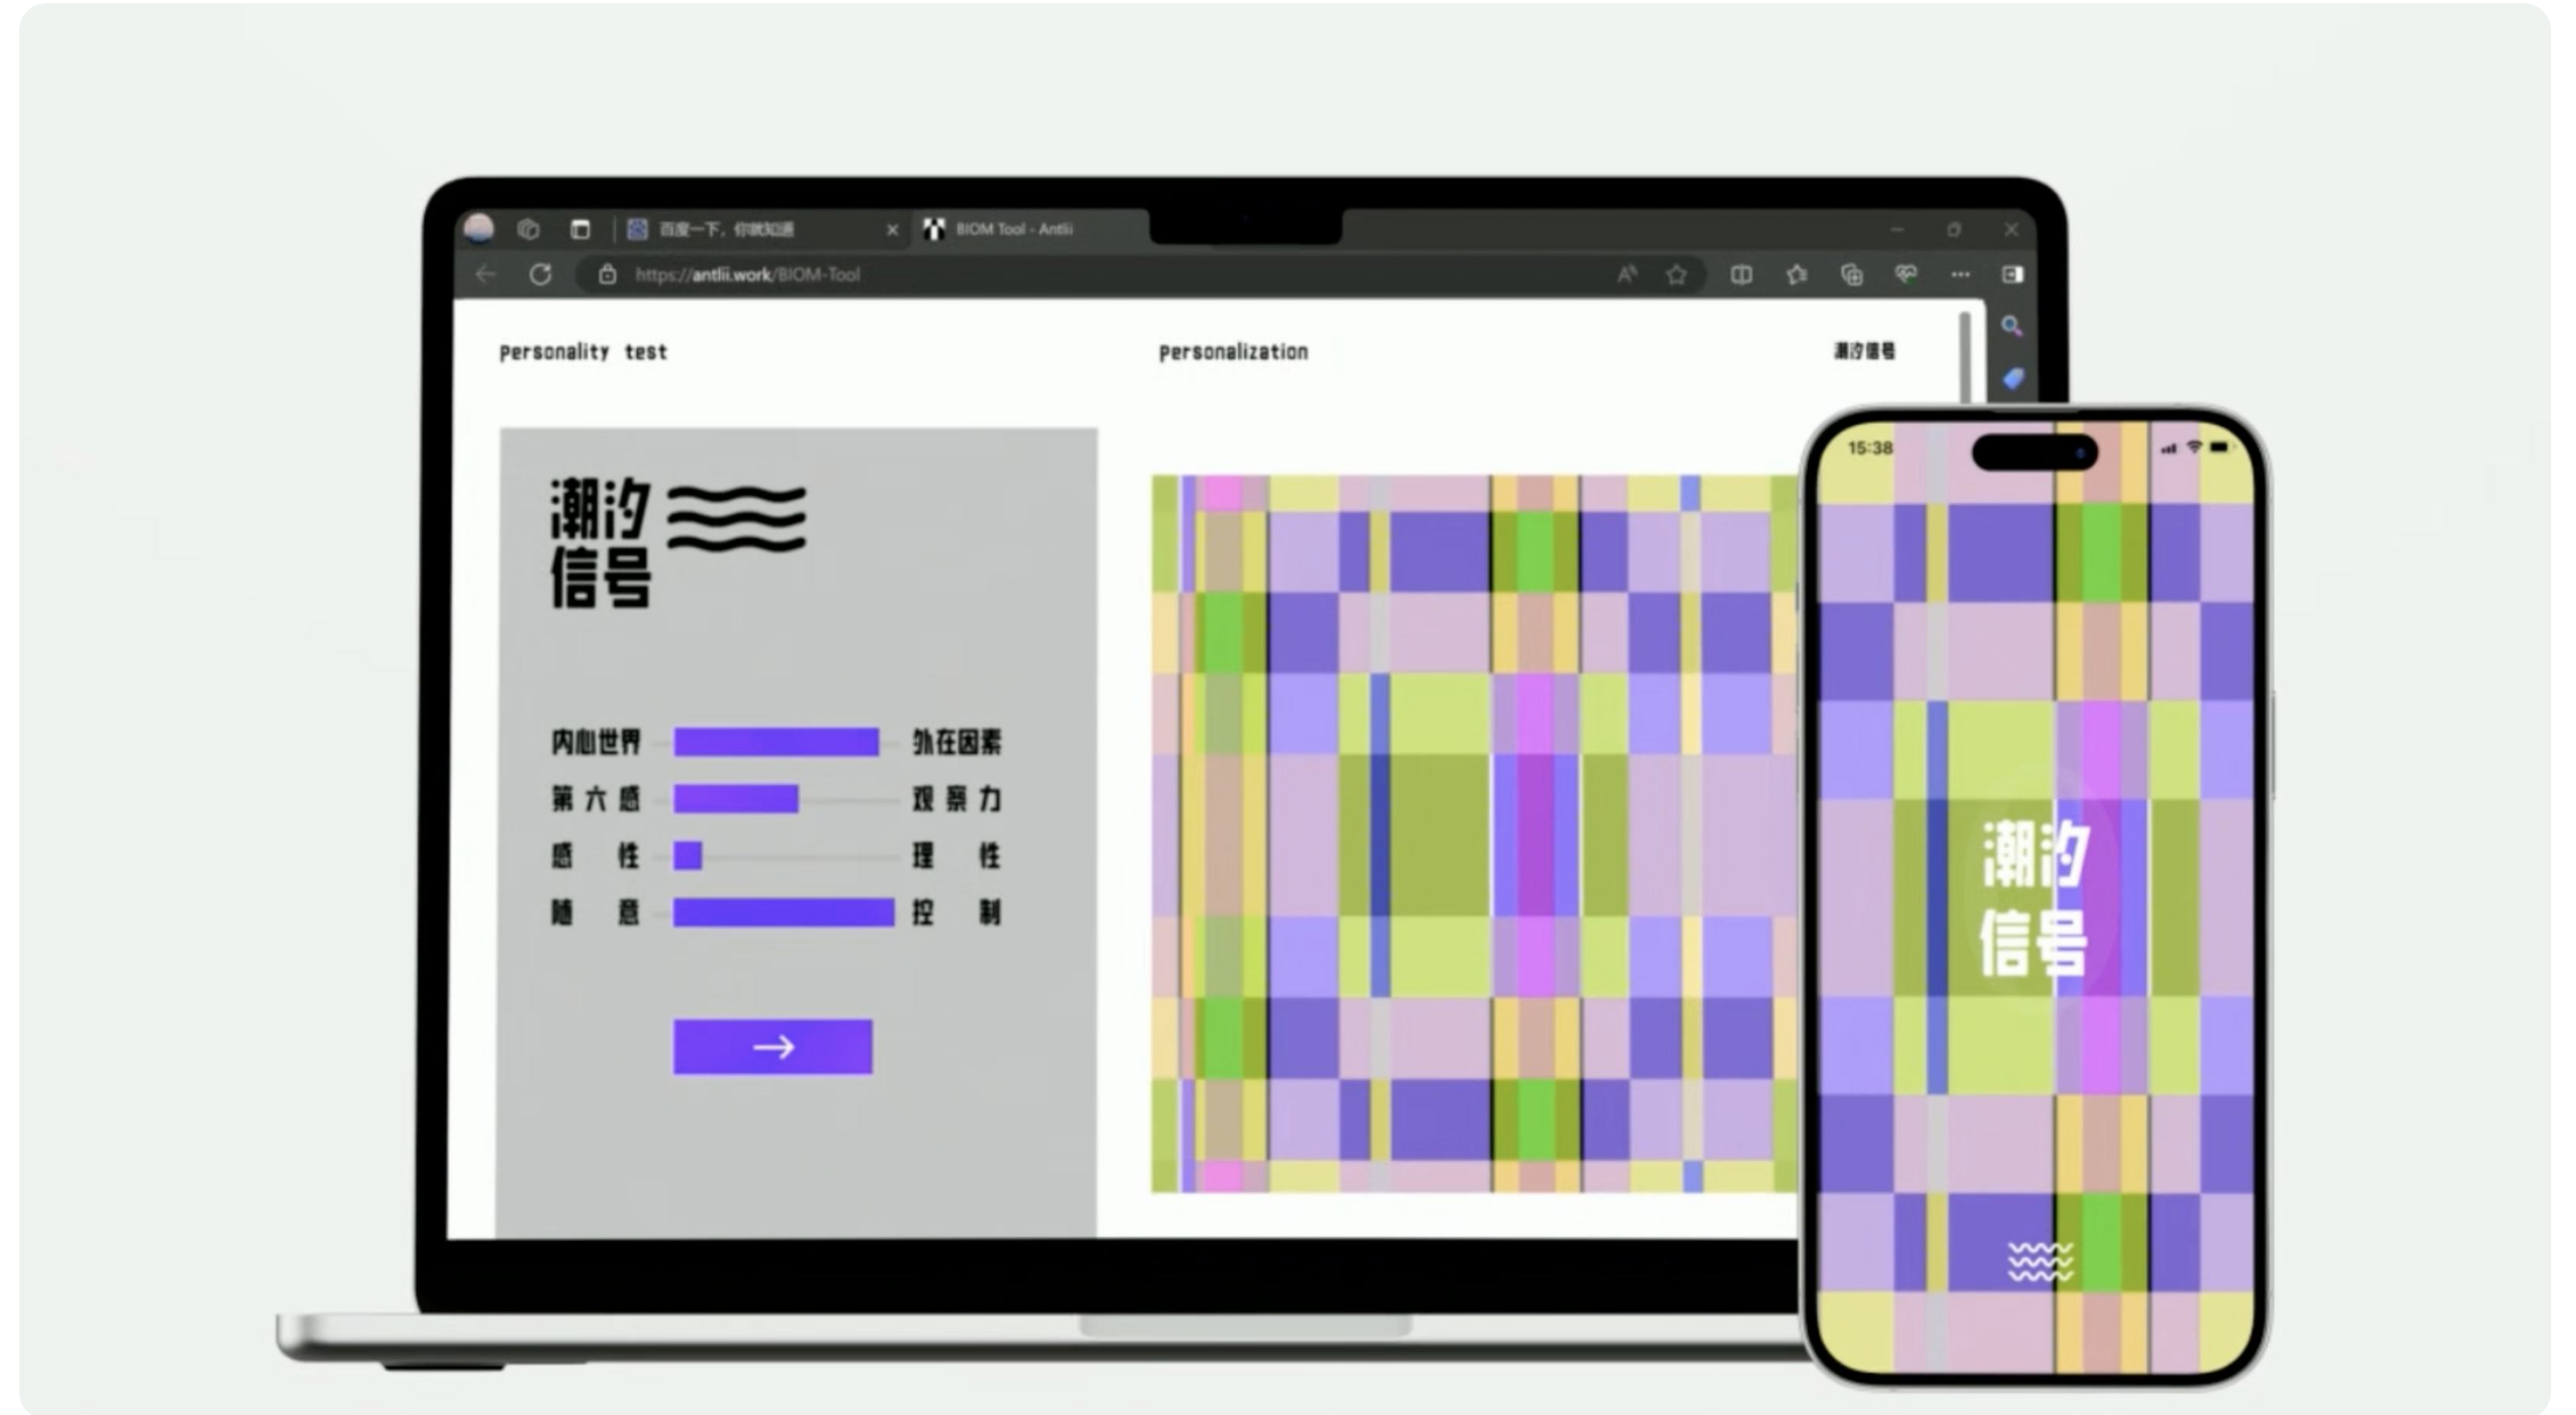 百度一下，你就知道
BIOM Tool - Antlii
https://antlii.work/BIOM-Tool
Personality test
Personalization
潮汐信号
潮汐
信号
内心世界 外在因素
第六感 观察力
感性 理性
随意 控制
→
15:38
潮汐
信号